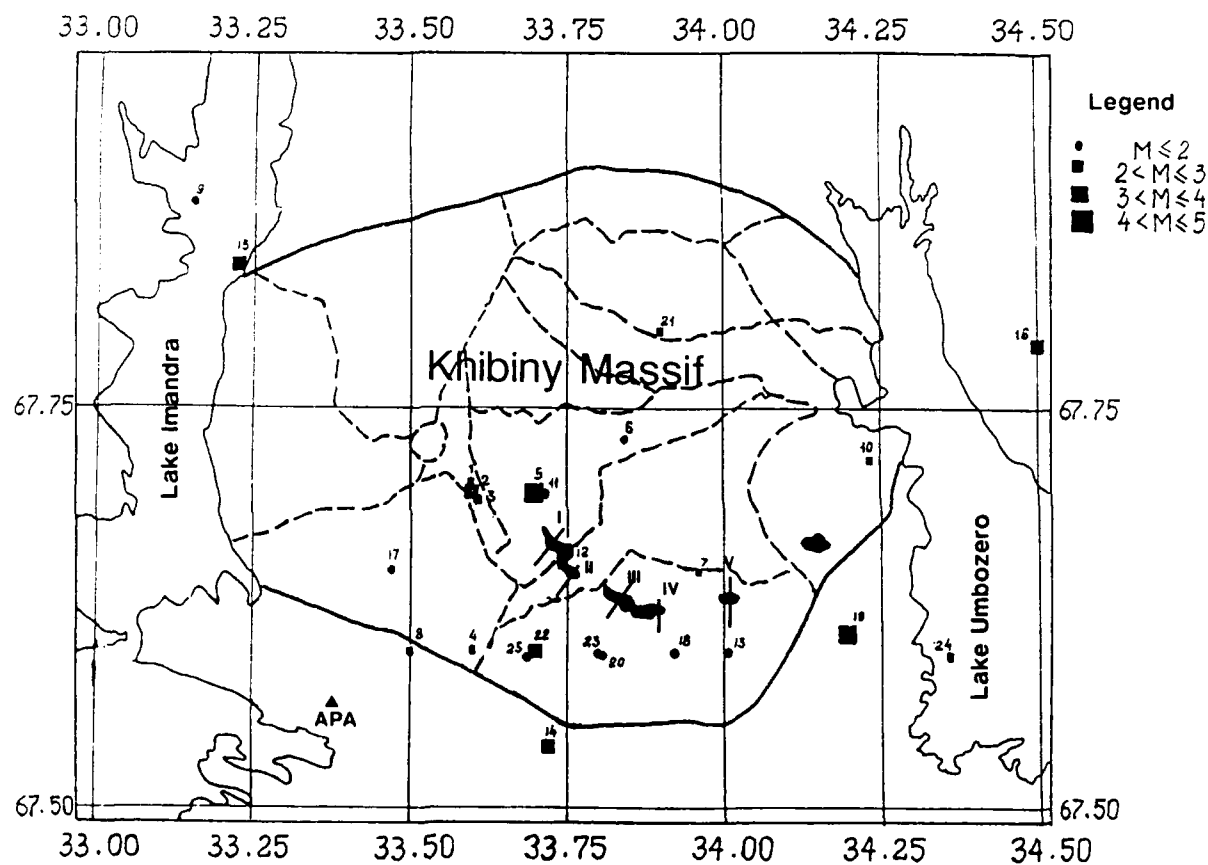 33.00 33.25 33.50 33.75 34.00 34.25 34.50
Legend
M ≤ 2
2 < M ≤ 3
3 < M ≤ 4
4 < M ≤ 5
9
15
21
16
Khibiny Massif
67.75 67.75
6
10
2
3
5
11
I
12
II
17
7
V
III
IV
19
8
4
25
22
23
20
18
13
24
Lake Imandra
Lake Umbozero
APA
14
67.50 67.50
33.00 33.25 33.50 33.75 34.00 34.25 34.50